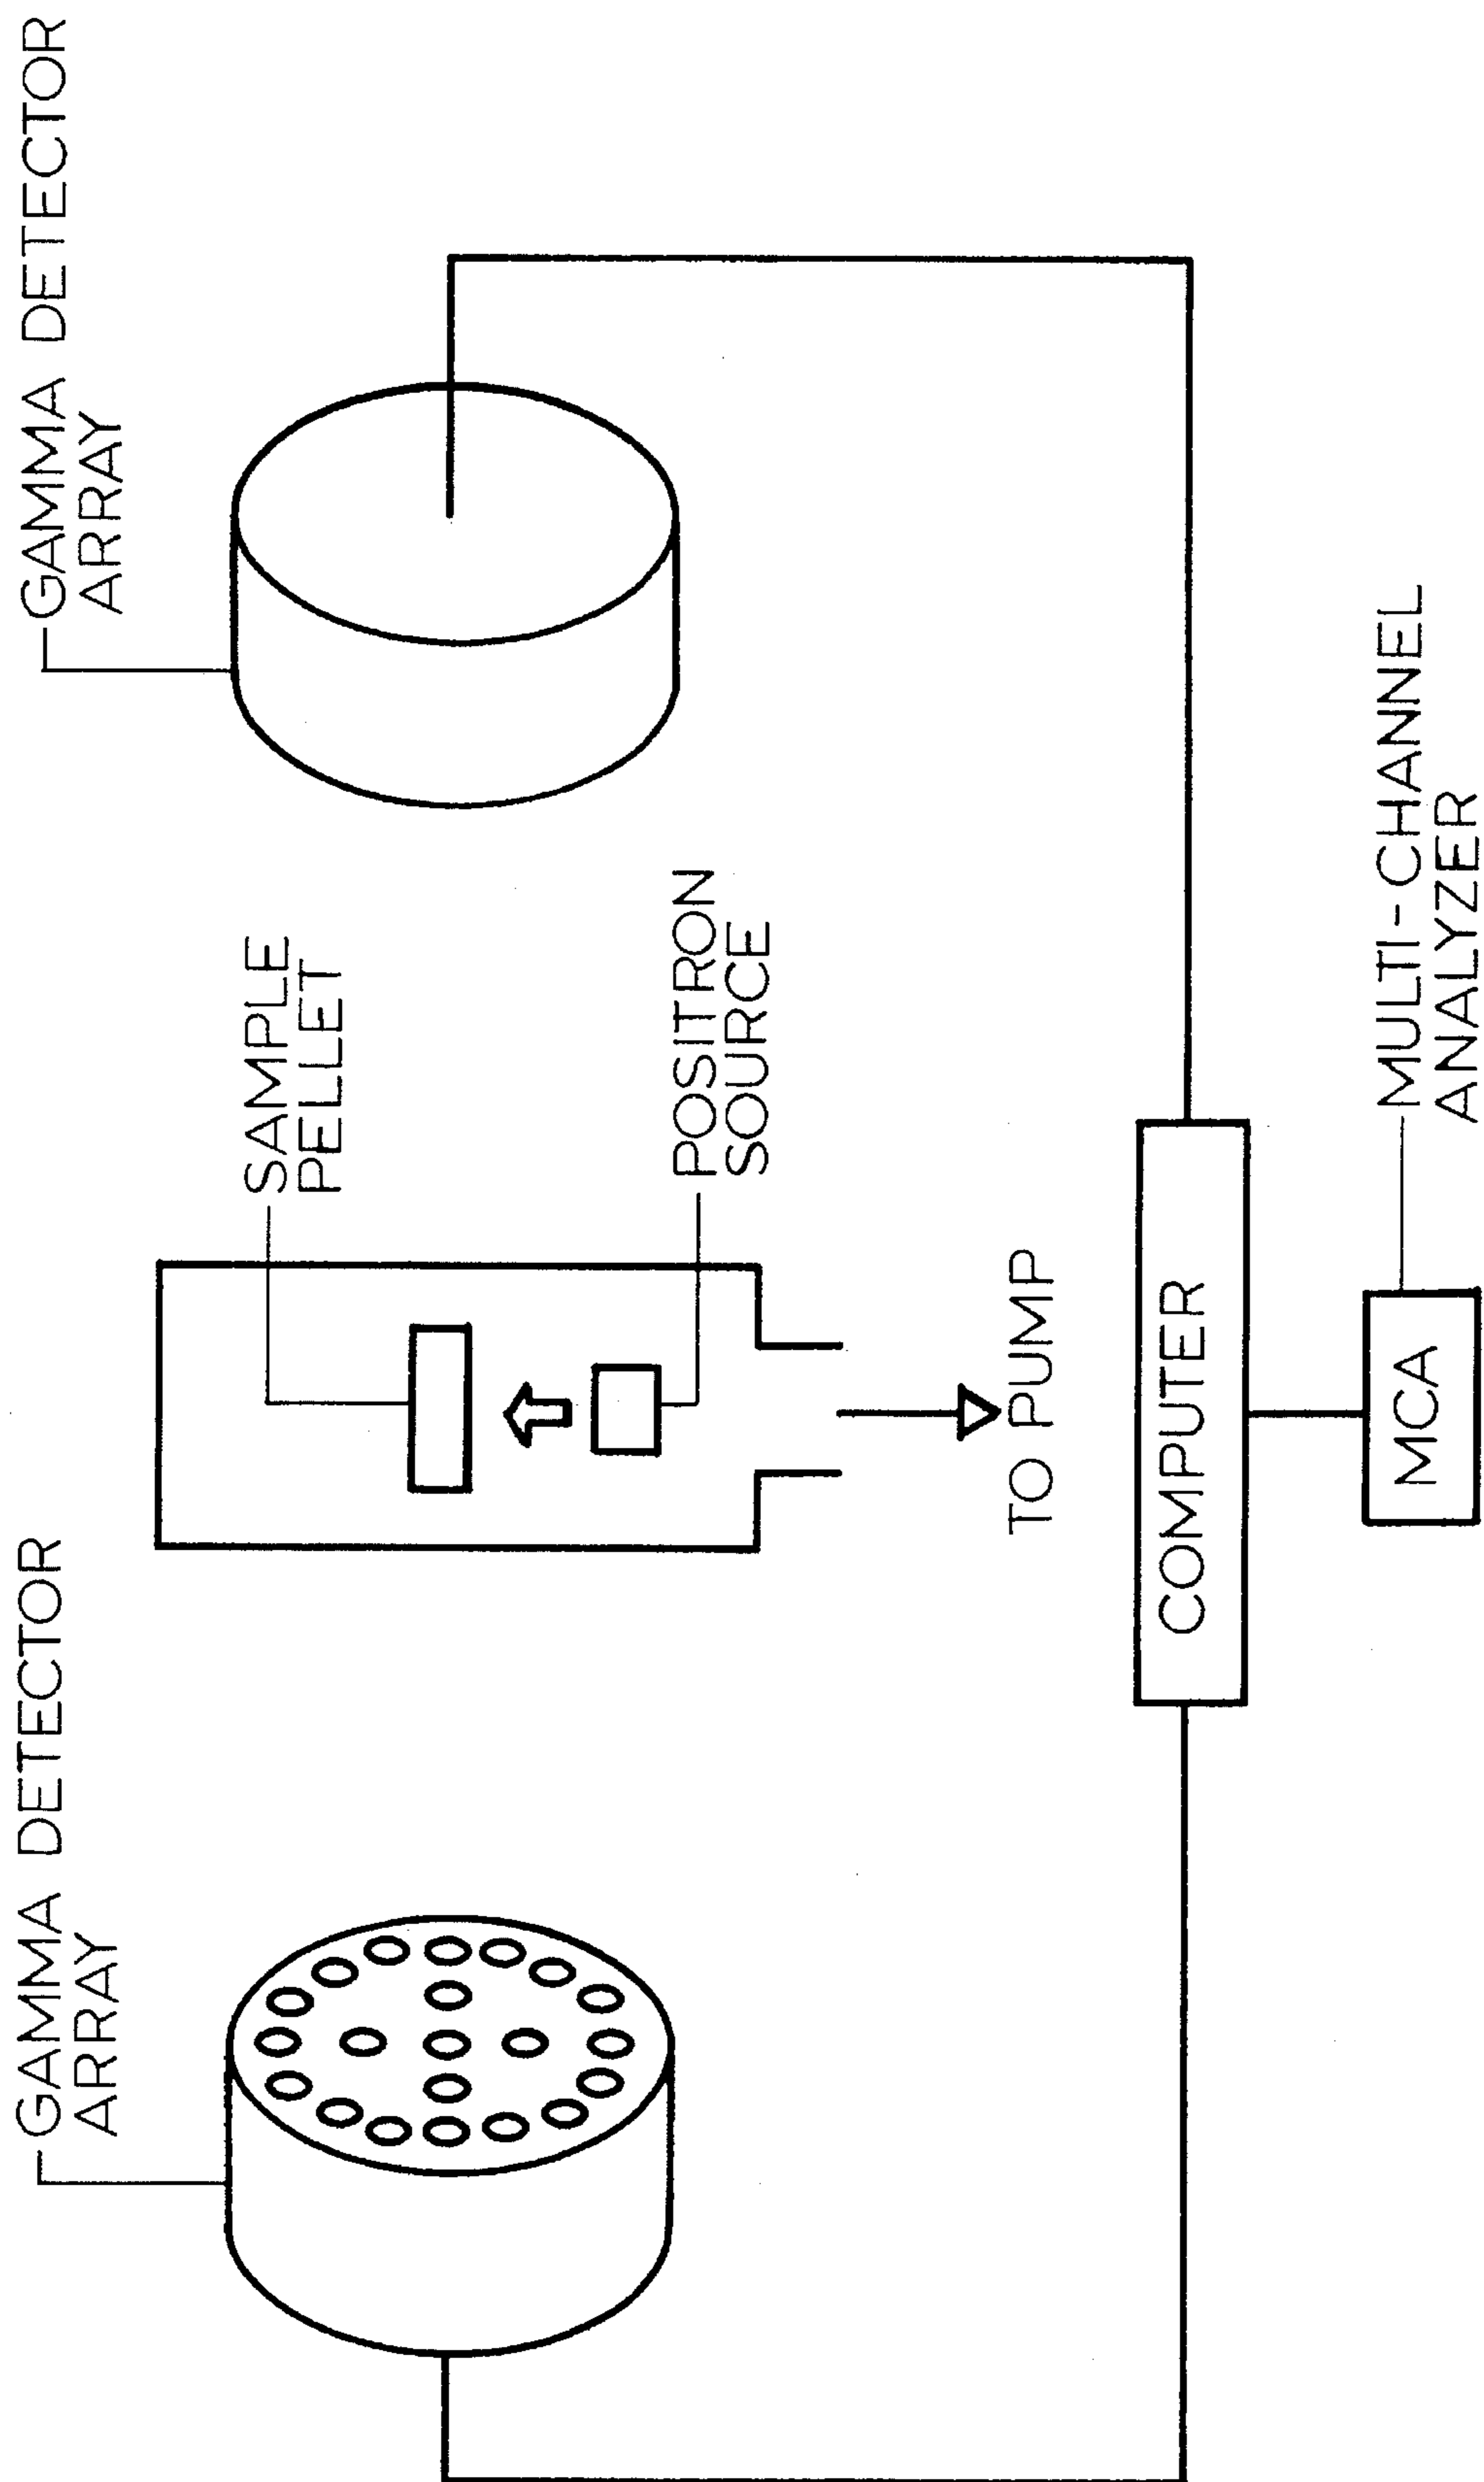 GAMMA DETECTOR
ARRAY
SAMPLE
PELLET
POSITRON
SOURCE
GAMMA DETECTOR
ARRAY
TO PUMP
COMPUTER
MCA
MULTI-CHANNEL
ANALYZER